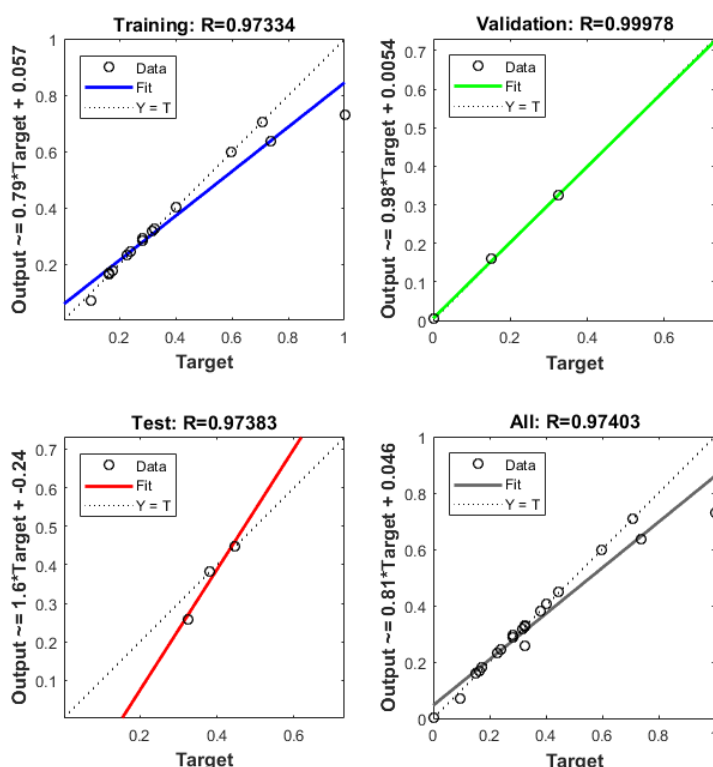 Training: R=0.97334
Output ~= 0.79*Target + 0.057
1
0.8
0.6
0.4
0.2
Data
Fit
Y = T
0.2
0.4
0.6
0.8
1
Target
Validation: R=0.99978
Output ~= 0.98*Target + 0.0054
0.7
0.6
0.5
0.4
0.3
0.2
0.1
0
Data
Fit
Y = T
0
0.2
0.4
0.6
Target
Test: R=0.97383
Output ~= 1.6*Target + -0.24
0.7
0.6
0.5
0.4
0.3
0.2
0.1
Data
Fit
Y = T
0.2
0.4
0.6
Target
All: R=0.97403
Output ~= 0.81*Target + 0.046
1
0.8
0.6
0.4
0.2
0
Data
Fit
Y = T
0
0.2
0.4
0.6
0.8
1
Target